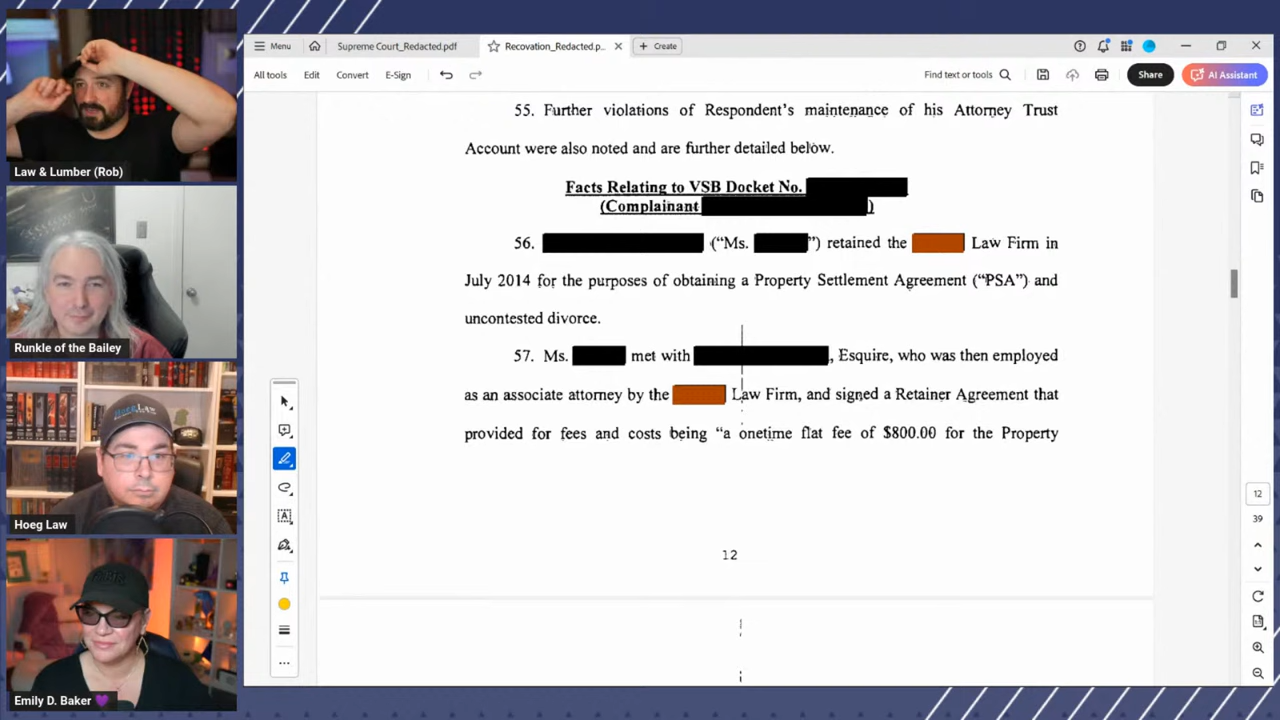 Menu
Supreme Court_Redacted.pdf
Recovation_Redacted.p..
Create
All tools
Edit
Convert
E-Sign
Find text or tools
Share
AI Assistant
55. Further violations of Respondent's maintenance of his Attorney Trust
Account were also noted and are further detailed below.
Facts Relating to VSB Docket No.
(Complainant )
56. ("Ms. ") retained the Law Firm in
July 2014 for the purposes of obtaining a Property Settlement Agreement ("PSA") and
uncontested divorce.
57. Ms. met with , Esquire, who was then employed
as an associate attorney by the Law Firm, and signed a Retainer Agreement that
provided for fees and costs being "a onetime flat fee of $800.00 for the Property
12
12
39
Law & Lumber (Rob)
Runkle of the Bailey
HoegLaw
Hoeg Law
Emily D. Baker 💜